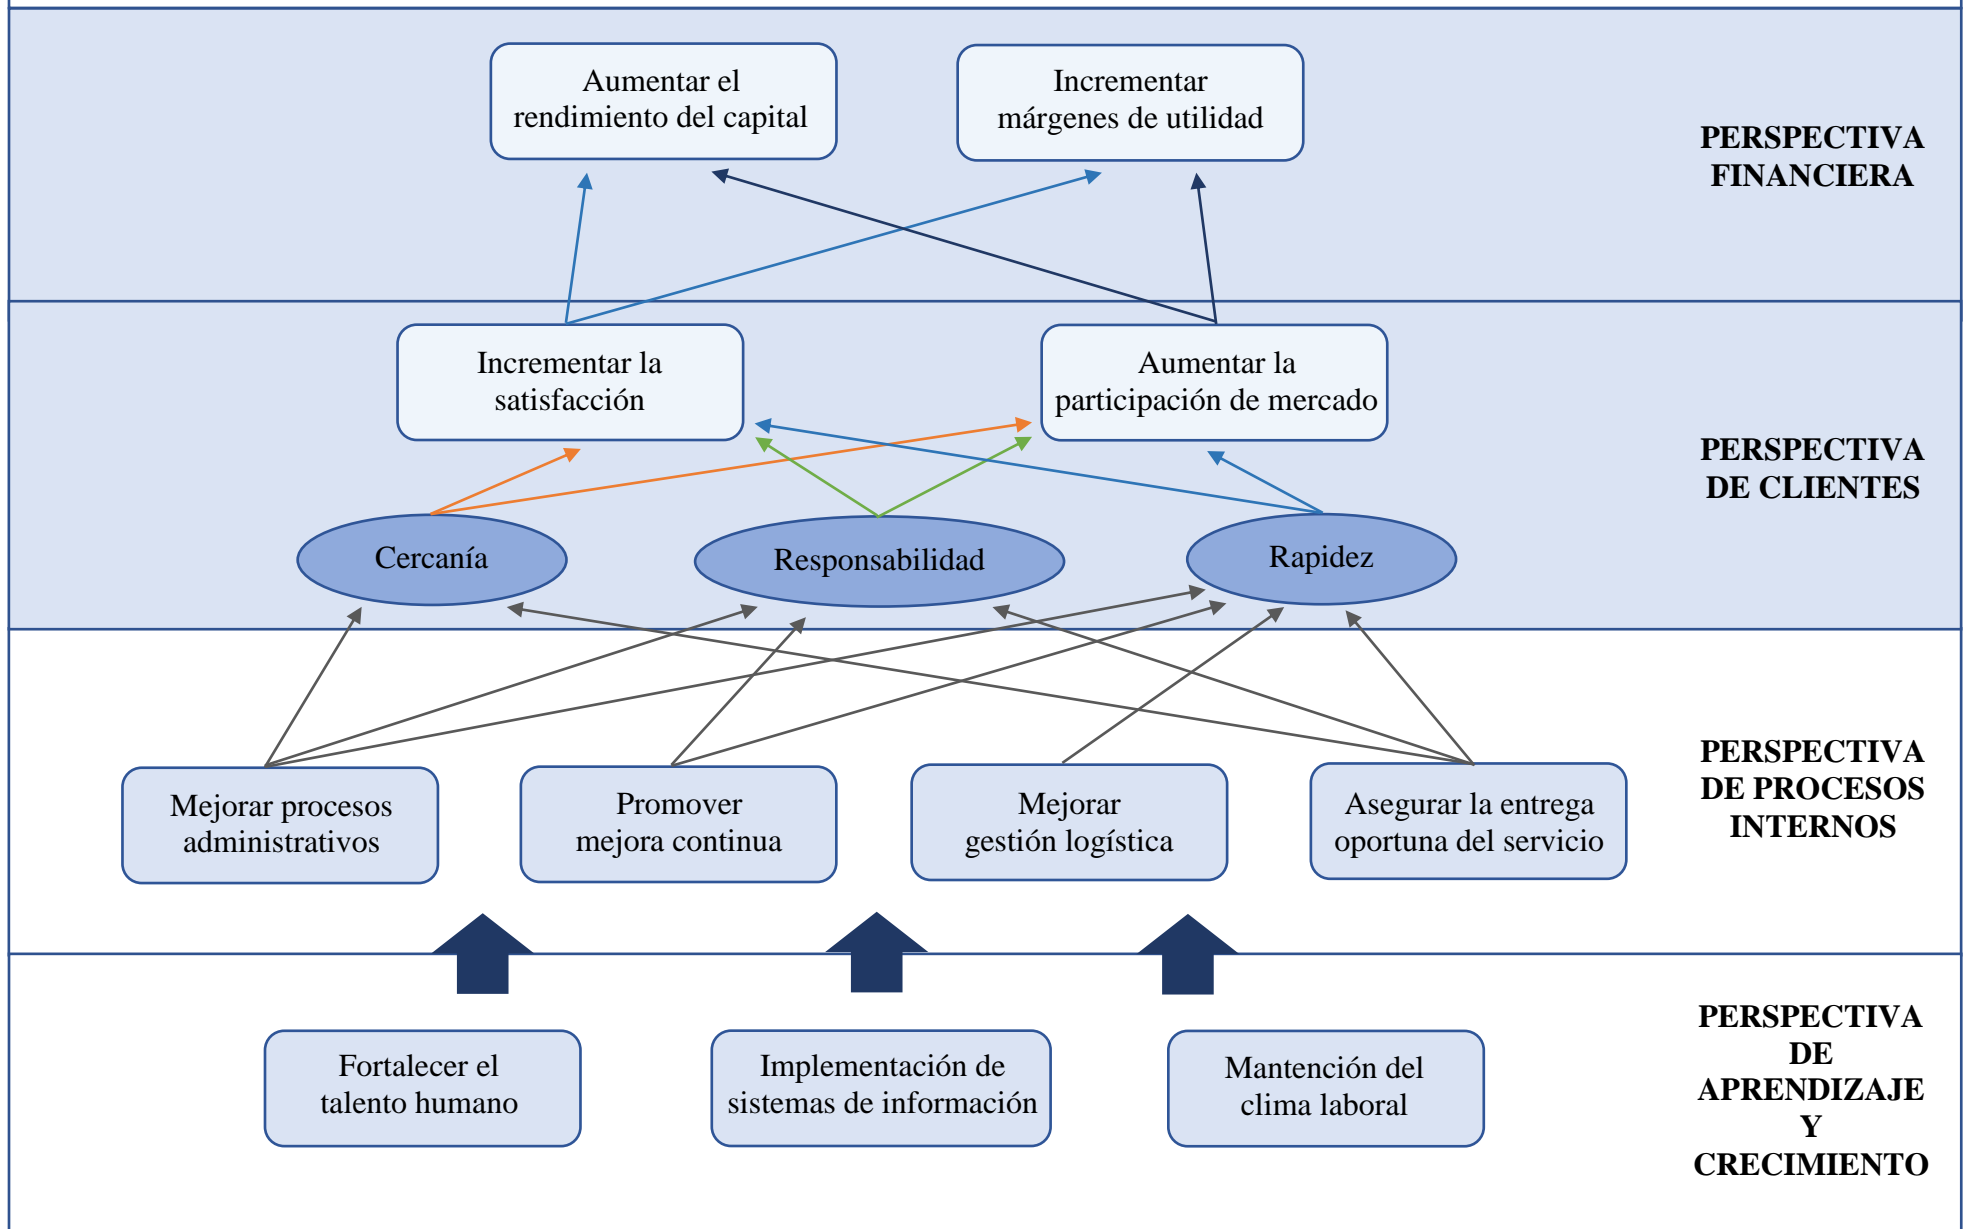 Aumentar el
rendimiento del capital
Incrementar
márgenes de utilidad
PERSPECTIVA
FINANCIERA
Incrementar la
satisfacción
Aumentar la
participación de mercado
PERSPECTIVA
DE CLIENTES
Cercanía
Responsabilidad
Rapidez
Mejorar procesos
administrativos
Promover
mejora continua
Mejorar
gestión logística
Asegurar la entrega
oportuna del servicio
PERSPECTIVA
DE PROCESOS
INTERNOS
Fortalecer el
talento humano
Implementación de
sistemas de información
Mantención del
clima laboral
PERSPECTIVA
DE
APRENDIZAJE
Y
CRECIMIENTO